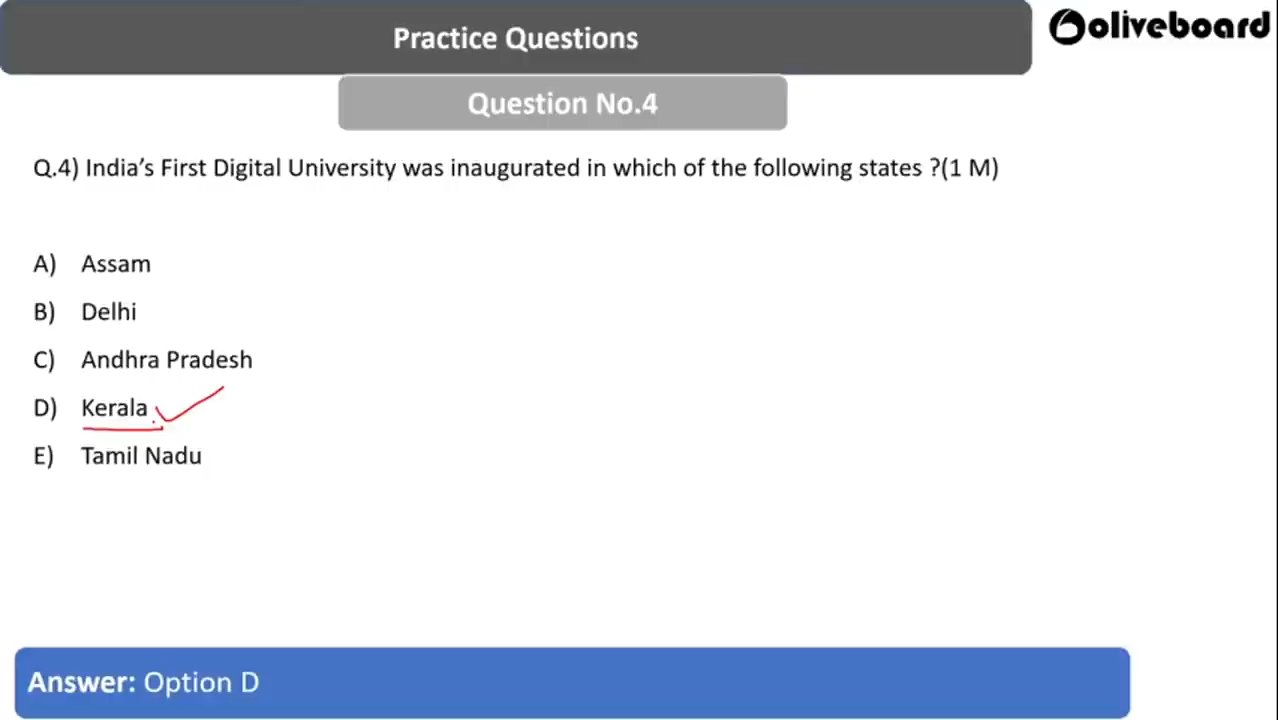 Practice Questions
oliveboard
Question No.4
Q.4) India’s First Digital University was inaugurated in which of the following states ?(1 M)
A) Assam
B) Delhi
C) Andhra Pradesh
D) Kerala
E) Tamil Nadu
Answer: Option D